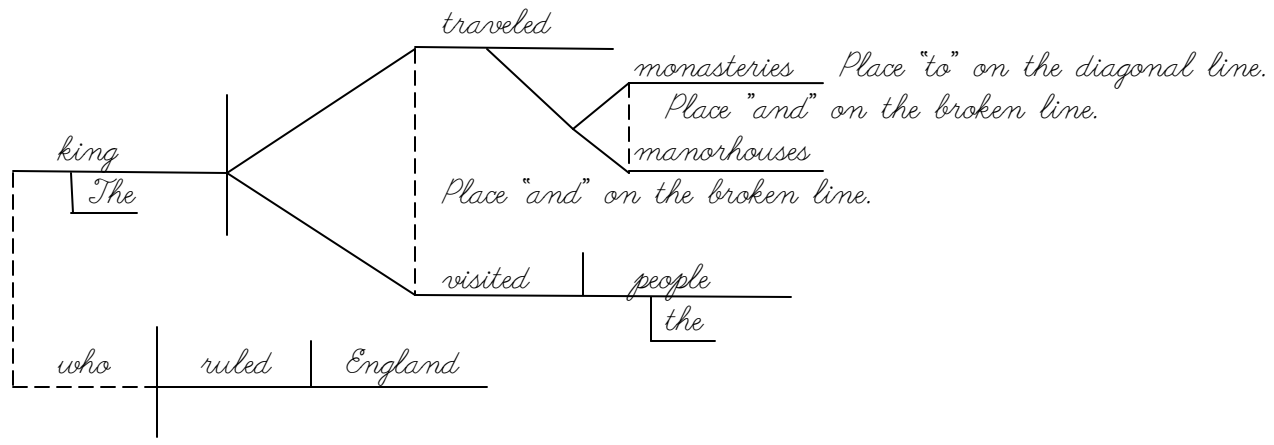 traveled
monasteries Place "to" on the diagonal line.
Place "and" on the broken line.
king
manorhouses
The
Place "and" on the broken line.
visited people
the
who ruled England